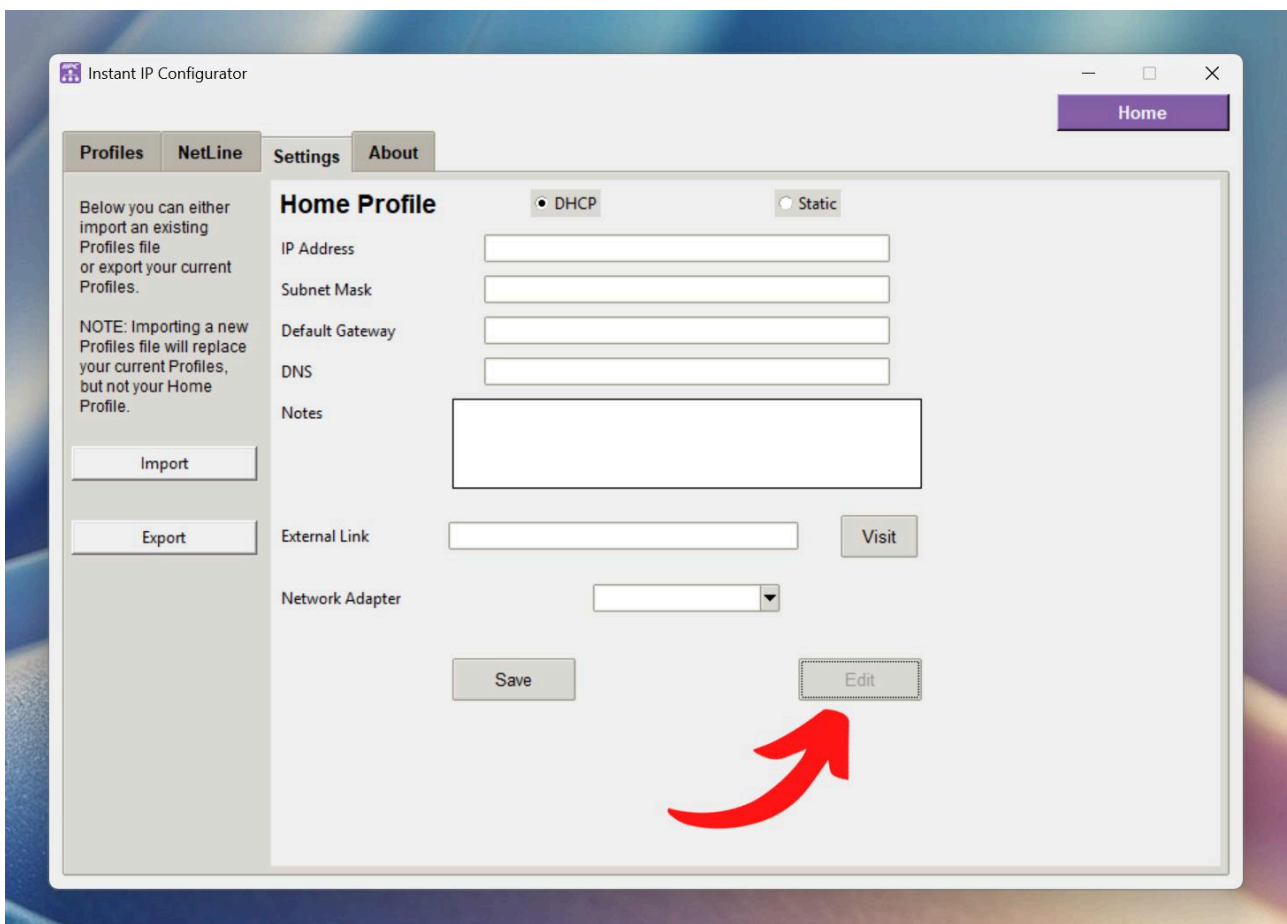 Instant IP Configurator
Home
Profiles NetLine Settings About
Below you can either
import an existing
Profiles file
or export your current
Profiles.
NOTE: Importing a new
Profiles file will replace
your current Profiles,
but not your Home
Profile.
Import
Export
Home Profile DHCP Static
IP Address
Subnet Mask
Default Gateway
DNS
Notes
External Link Visit
Network Adapter
Save Edit